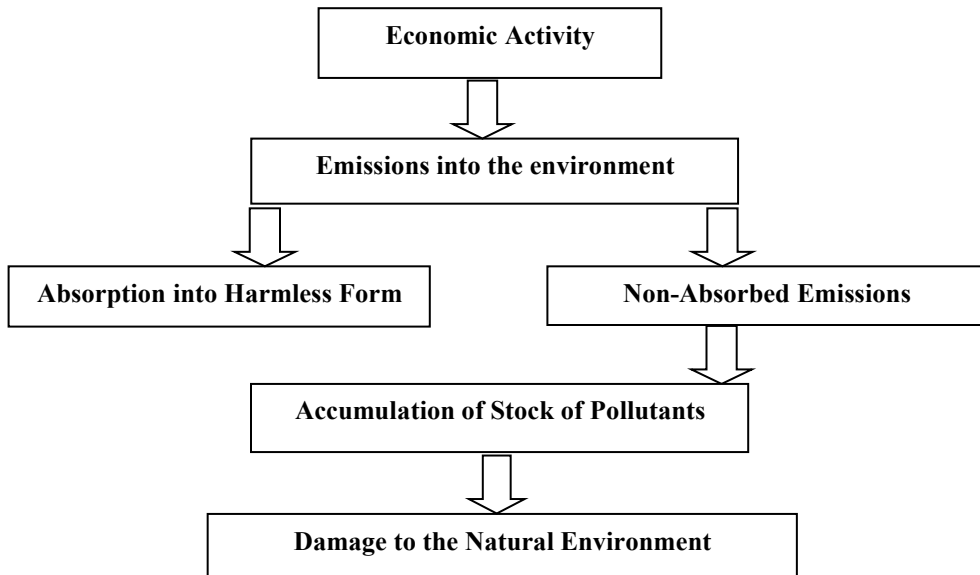 Economic Activity
Emissions into the environment
Absorption into Harmless Form
Non-Absorbed Emissions
Accumulation of Stock of Pollutants
Damage to the Natural Environment